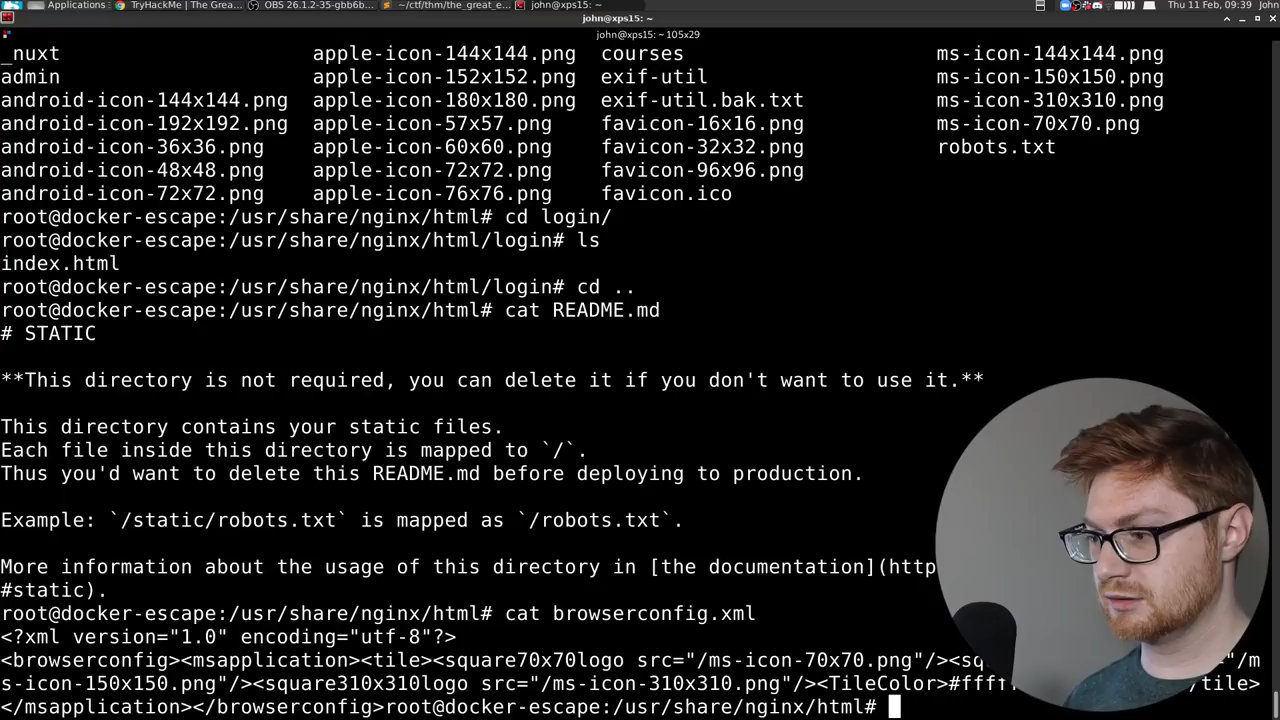 Applications
TryHackMe | The Grea...
OBS 26.1.2-35-gbb6b...
~/ctf/thm/the_great_e...
john@xps15: ~
Thu 11 Feb, 09:39 John
john@xps15: ~
john@xps15: ~ 105x29
_nuxt apple-icon-144x144.png courses ms-icon-144x144.png
admin apple-icon-152x152.png exif-util ms-icon-150x150.png
android-icon-144x144.png apple-icon-180x180.png exif-util.bak.txt ms-icon-310x310.png
android-icon-192x192.png apple-icon-57x57.png favicon-16x16.png ms-icon-70x70.png
android-icon-36x36.png apple-icon-60x60.png favicon-32x32.png robots.txt
android-icon-48x48.png apple-icon-72x72.png favicon-96x96.png
android-icon-72x72.png apple-icon-76x76.png favicon.ico
root@docker-escape:/usr/share/nginx/html# cd login/
root@docker-escape:/usr/share/nginx/html/login# ls
index.html
root@docker-escape:/usr/share/nginx/html/login# cd ..
root@docker-escape:/usr/share/nginx/html# cat README.md
# STATIC
**This directory is not required, you can delete it if you don't want to use it.**
This directory contains your static files.
Each file inside this directory is mapped to `/`.
Thus you'd want to delete this README.md before deploying to production.
Example: `/static/robots.txt` is mapped as `/robots.txt`.
More information about the usage of this directory in [the documentation](http
#static).
root@docker-escape:/usr/share/nginx/html# cat browserconfig.xml
<?xml version="1.0" encoding="utf-8"?>
<browserconfig><msapplication><tile><square70x70logo src="/ms-icon-70x70.png"/><sq "/m
s-icon-150x150.png"/><square310x310logo src="/ms-icon-310x310.png"/><TileColor>#ffff /tile>
</msapplication></browserconfig>root@docker-escape:/usr/share/nginx/html#